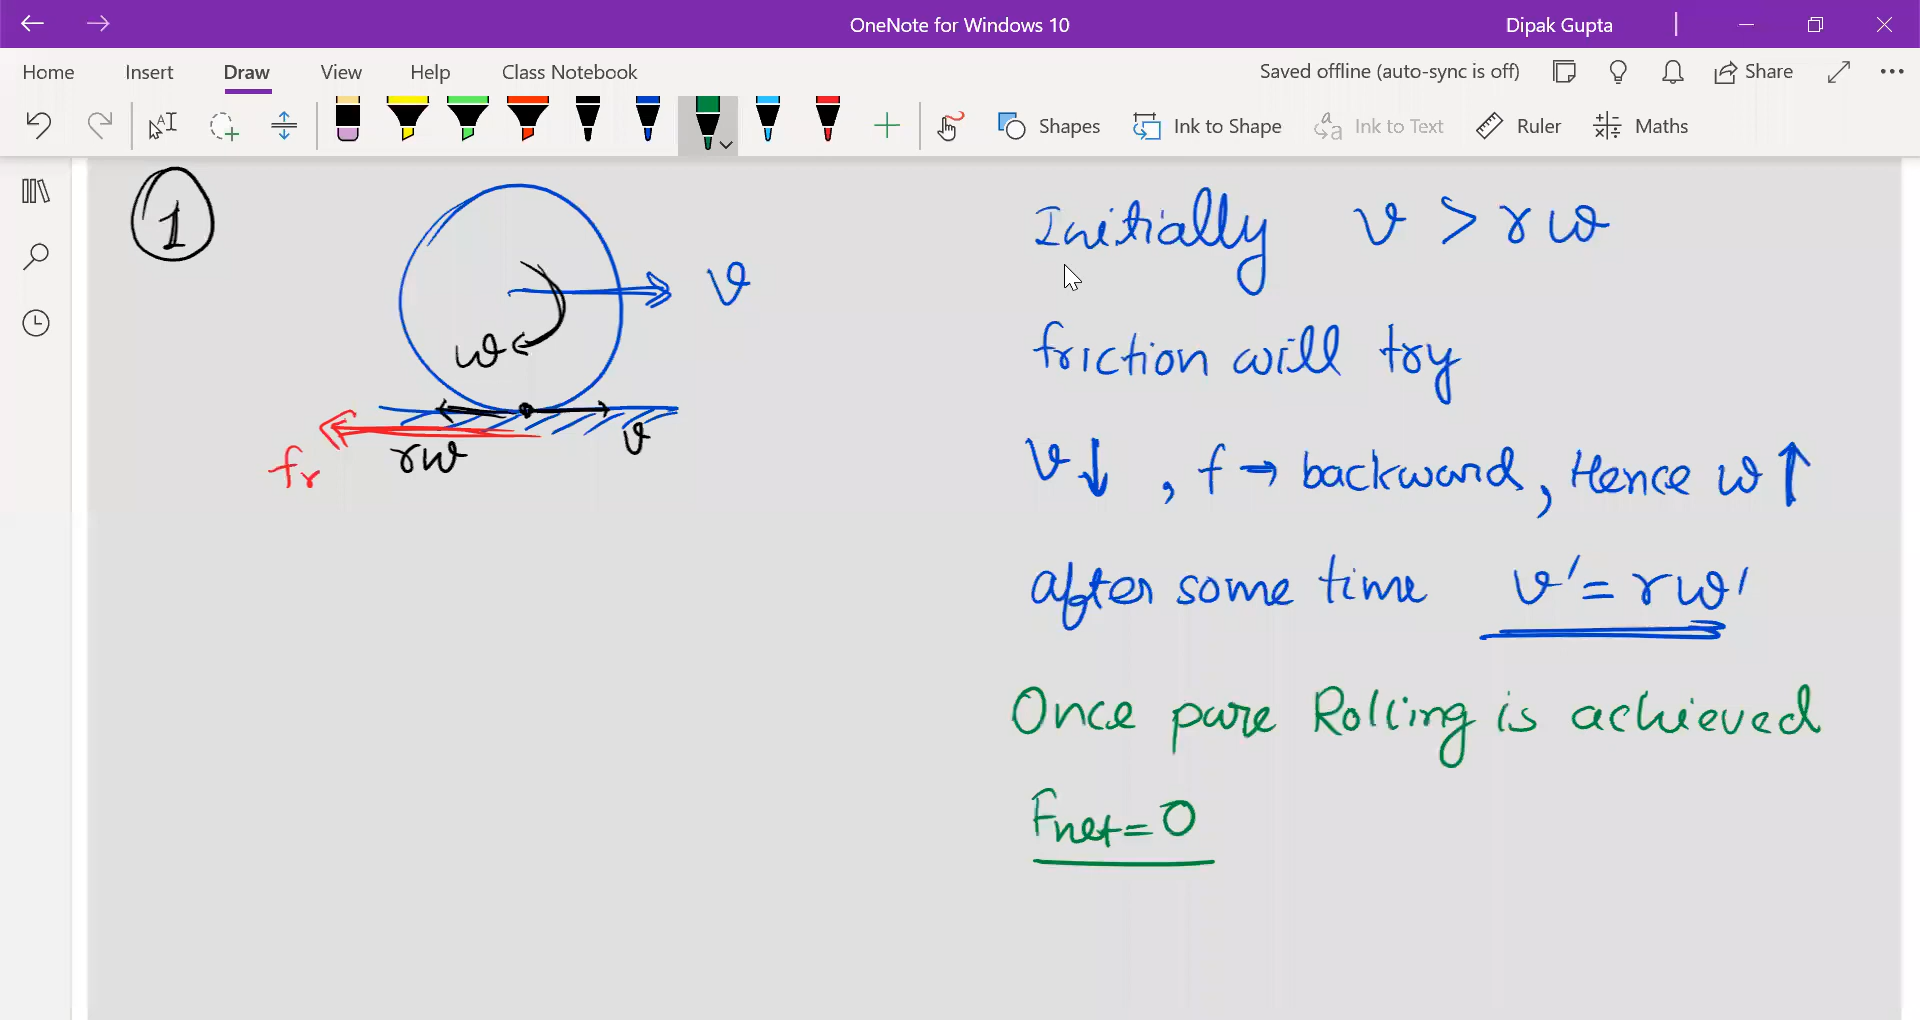 OneNote for Windows 10
Dipak Gupta
Home Insert Draw View Help Class Notebook
Saved offline (auto-sync is off) Share
Shapes Ink to Shape Ink to Text Ruler Maths
1
v
ω
rω
v
fr
Initially v > rω
friction will try
v↓ , f → backward, Hence ω↑
after some time v' = rω'
Once pure Rolling is achieved
Fnet = 0